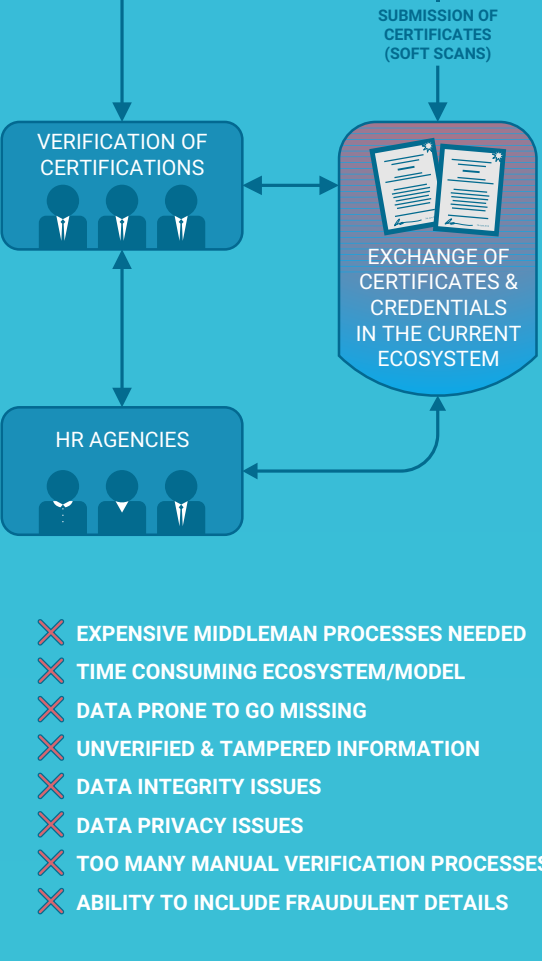 SUBMISSION OF
CERTIFICATES
(SOFT SCANS)
VERIFICATION OF
CERTIFICATIONS
EXCHANGE OF
CERTIFICATES &
CREDENTIALS
IN THE CURRENT
ECOSYSTEM
HR AGENCIES
EXPENSIVE MIDDLEMAN PROCESSES NEEDED
TIME CONSUMING ECOSYSTEM/MODEL
DATA PRONE TO GO MISSING
UNVERIFIED & TAMPERED INFORMATION
DATA INTEGRITY ISSUES
DATA PRIVACY ISSUES
TOO MANY MANUAL VERIFICATION PROCESSES
ABILITY TO INCLUDE FRAUDULENT DETAILS